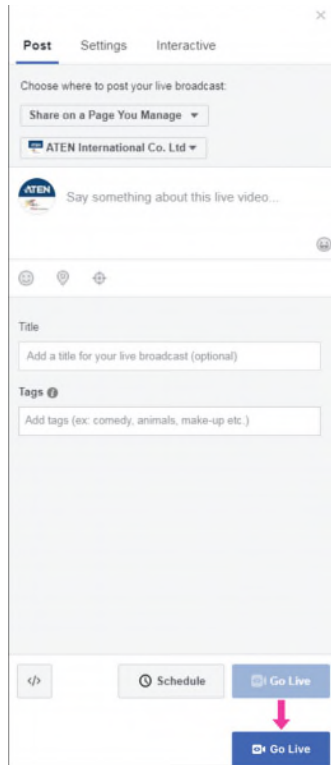 Post Settings Interactive
Choose where to post your live broadcast:
Share on a Page You Manage
ATEN International Co. Ltd
ATEN
Say something about this live video...
Title
Add a title for your live broadcast (optional)
Tags
Add tags (ex: comedy, animals, make-up etc.)
</> Schedule Go Live
Go Live